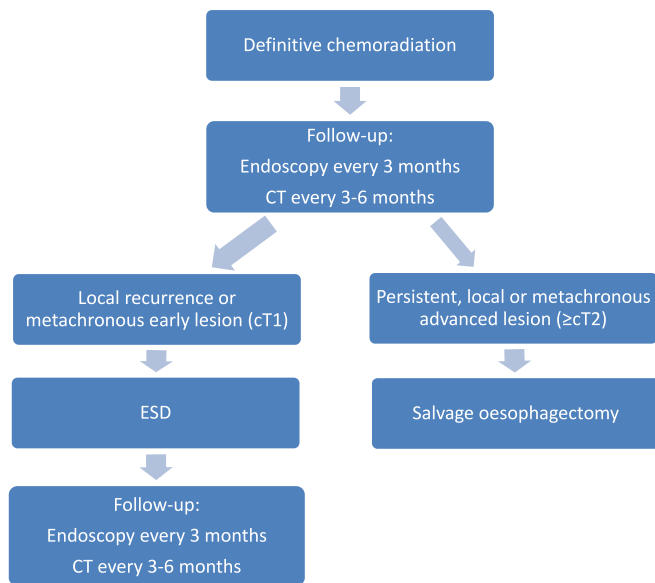 Definitive chemoradiation
Follow-up:
Endoscopy every 3 months
CT every 3-6 months
Local recurrence or
metachronous early lesion (cT1)
Persistent, local or metachronous
advanced lesion (≥cT2)
ESD
Salvage oesophagectomy
Follow-up:
Endoscopy every 3 months
CT every 3-6 months